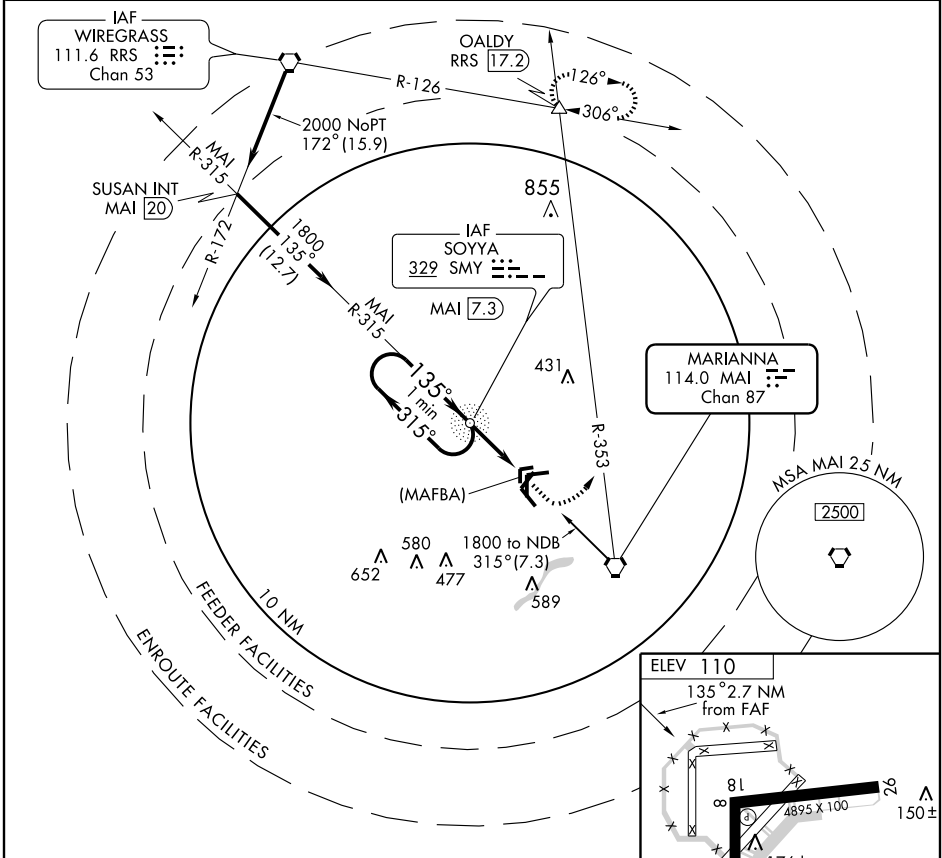 IAF
WIREGRASS
111.6 RRS
Chan 53
OALDY
RRS 17.2
R-126
126°
306°
2000 NoPT
172° (15.9)
MAI
R-315
SUSAN INT
MAI 20
R-172
1800
135°
(12.7)
855
IAF
SOYYA
329 SMY
MAI 7.3
MAI
R-315
135°
1 min
315°
431
MARIANNA
114.0 MAI
Chan 87
R-353
(MAFBA)
MSA MAI 25 NM
2500
1800 to NDB
315° (7.3)
580
652
477
589
10 NM
FEEDER FACILITIES
ENROUTE FACILITIES
ELEV 110
135° 2.7 NM
from FAF
18
8
26
4895 X 100
P
150±